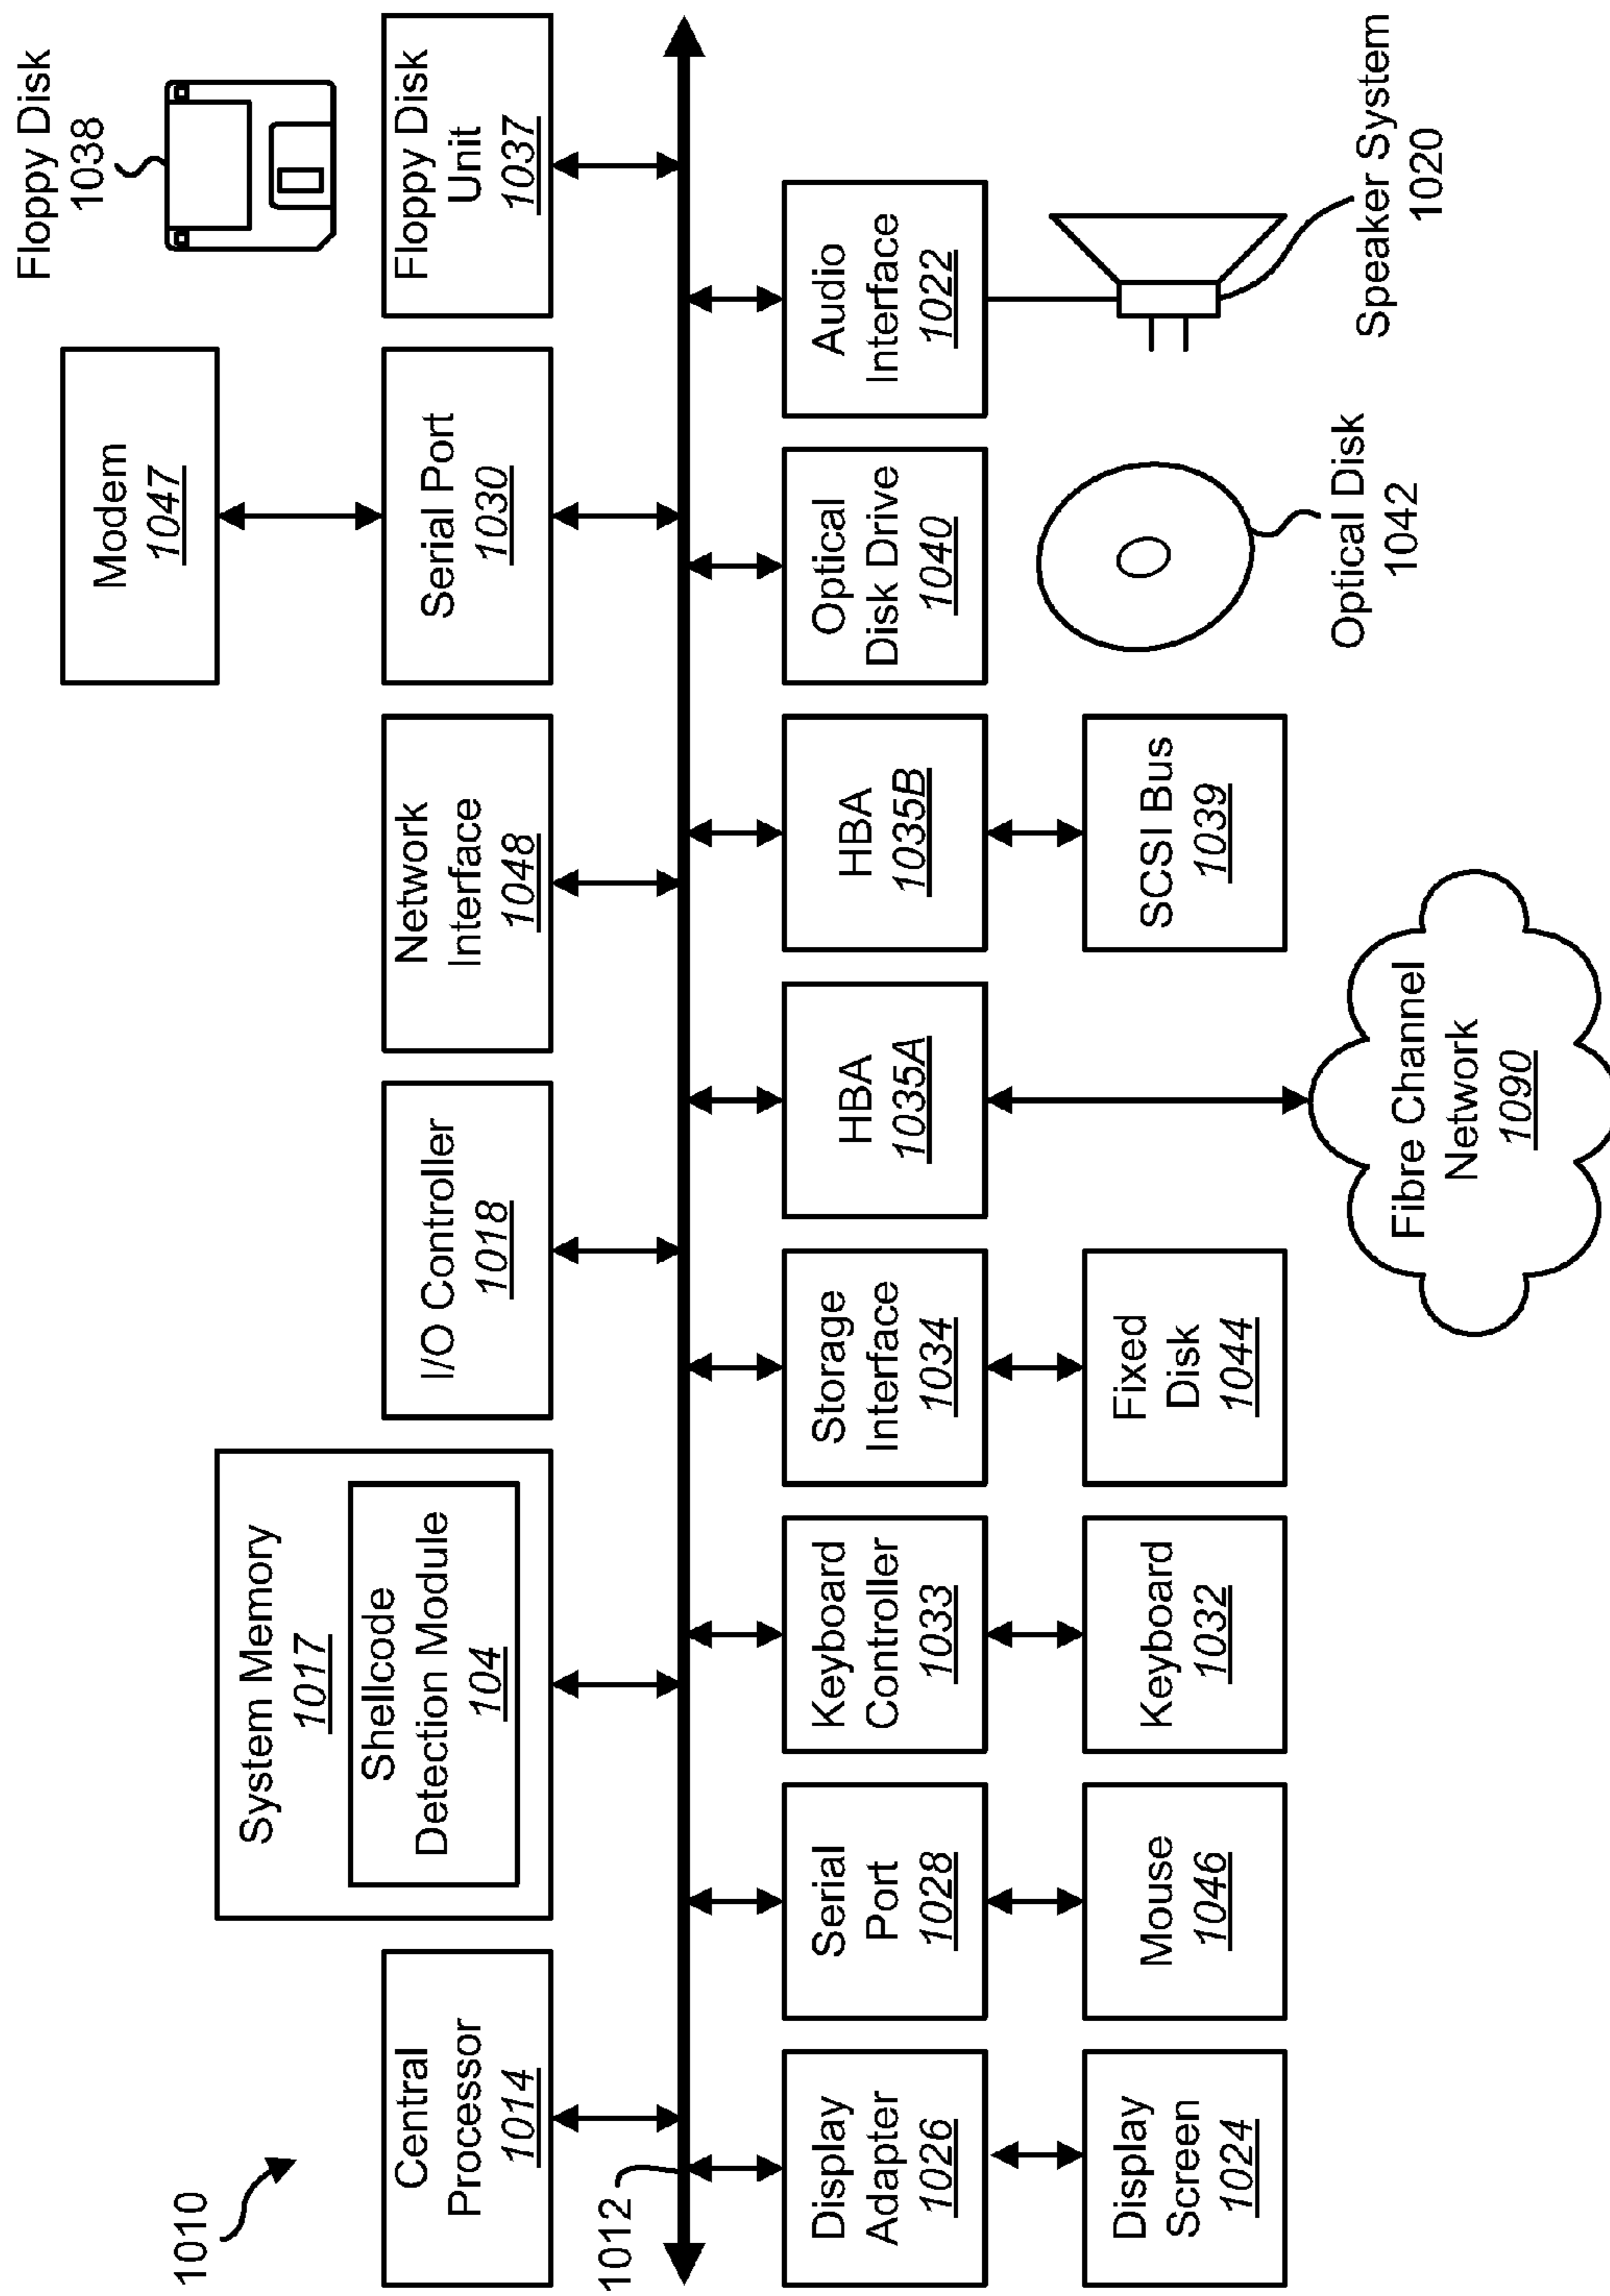 1010
Central
Processor
1014
System Memory
1017
Shellcode
Detection Module
104
I/O Controller
1018
Network
Interface
1048
Modem
1047
Serial Port
1030
Floppy Disk
1038
Floppy Disk
Unit
1037
1012
Display
Adapter
1026
Serial
Port
1028
Keyboard
Controller
1033
Storage
Interface
1034
HBA
1035A
HBA
1035B
Optical
Disk Drive
1040
Audio
Interface
1022
Display
Screen
1024
Mouse
1046
Keyboard
1032
Fixed
Disk
1044
Fibre Channel
Network
1090
SCSI Bus
1039
Optical Disk
1042
Speaker System
1020